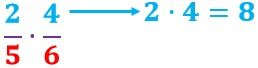 2/5 · 4/6 → 2 · 4 = 8